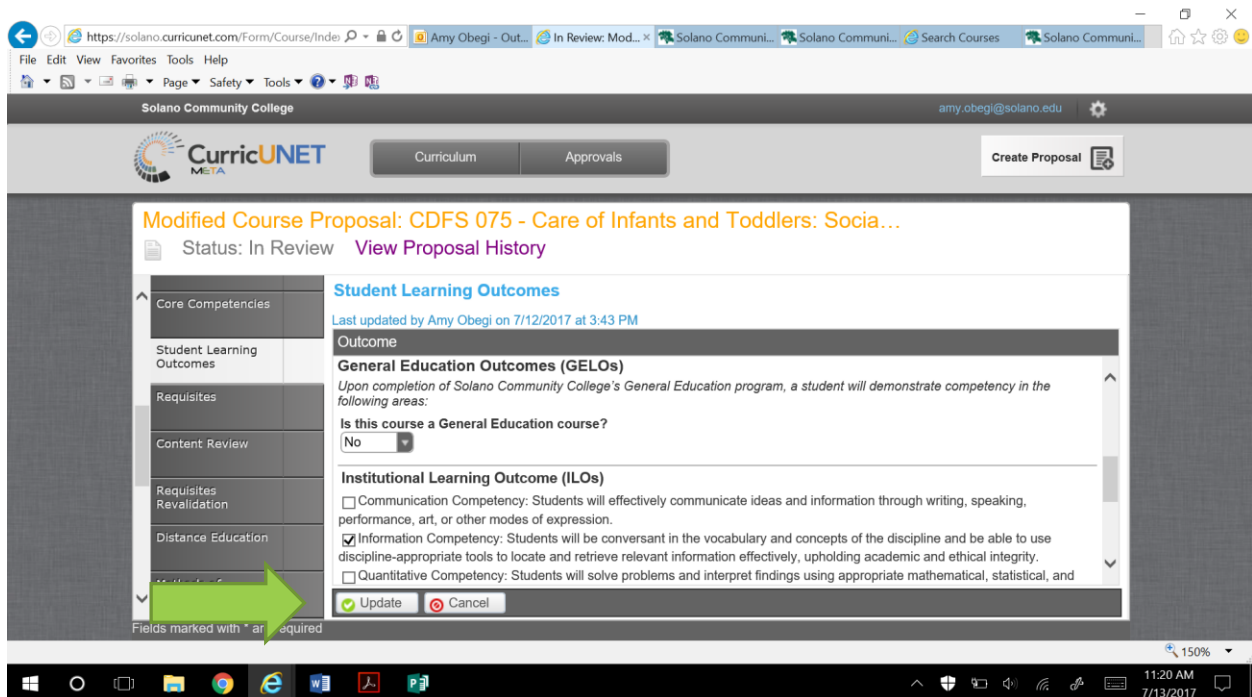 https://solano.curricunet.com/Form/Course/Inde
Amy Obegi - Out...
In Review: Mod...
Solano Communi...
Solano Communi...
Search Courses
Solano Communi...
File Edit View Favorites Tools Help
Page Safety Tools
Solano Community College
amy.obegi@solano.edu
CurricUNET
META
Curriculum
Approvals
Create Proposal
Modified Course Proposal: CDFS 075 - Care of Infants and Toddlers: Socia...
Status: In Review View Proposal History
Core Competencies
Student Learning
Outcomes
Requisites
Content Review
Requisites
Revalidation
Distance Education
Student Learning Outcomes
Last updated by Amy Obegi on 7/12/2017 at 3:43 PM
Outcome
General Education Outcomes (GELOs)
Upon completion of Solano Community College's General Education program, a student will demonstrate competency in the
following areas:
Is this course a General Education course?
No
Institutional Learning Outcome (ILOs)
Communication Competency: Students will effectively communicate ideas and information through writing, speaking,
performance, art, or other modes of expression.
Information Competency: Students will be conversant in the vocabulary and concepts of the discipline and be able to use
discipline-appropriate tools to locate and retrieve relevant information effectively, upholding academic and ethical integrity.
Quantitative Competency: Students will solve problems and interpret findings using appropriate mathematical, statistical, and
Update
Cancel
Fields marked with * are required
150%
11:20 AM
7/13/2017